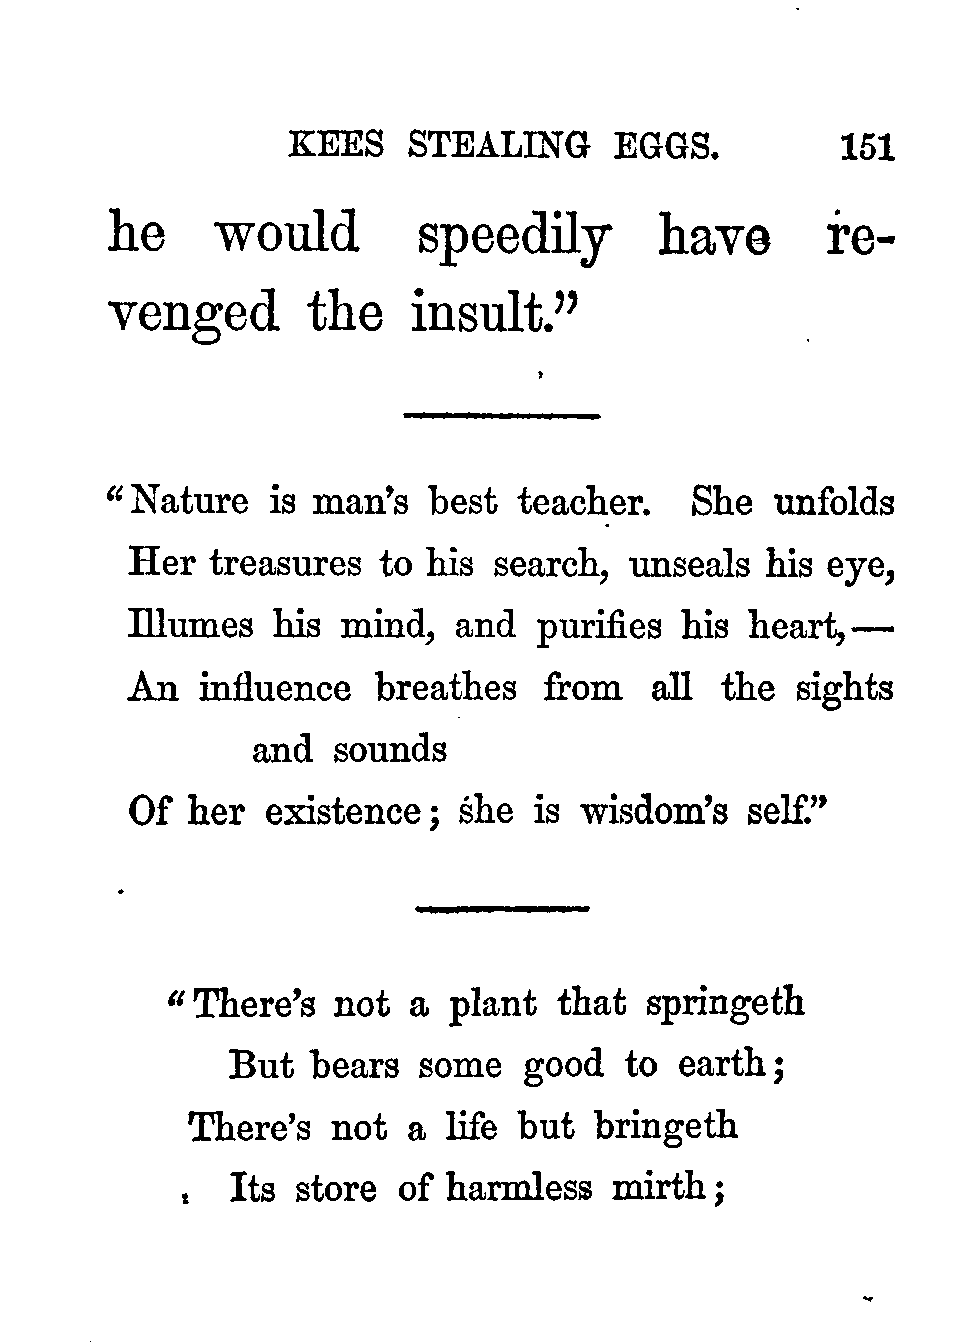 KEES STEALING EGGS. 151
he would speedily have re-
venged the insult."
"Nature is man's best teacher. She unfolds
Her treasures to his search, unseals his eye,
Illumes his mind, and purifies his heart,—
An influence breathes from all the sights
and sounds
Of her existence; she is wisdom's self."
"There's not a plant that springeth
But bears some good to earth;
There's not a life but bringeth
Its store of harmless mirth;